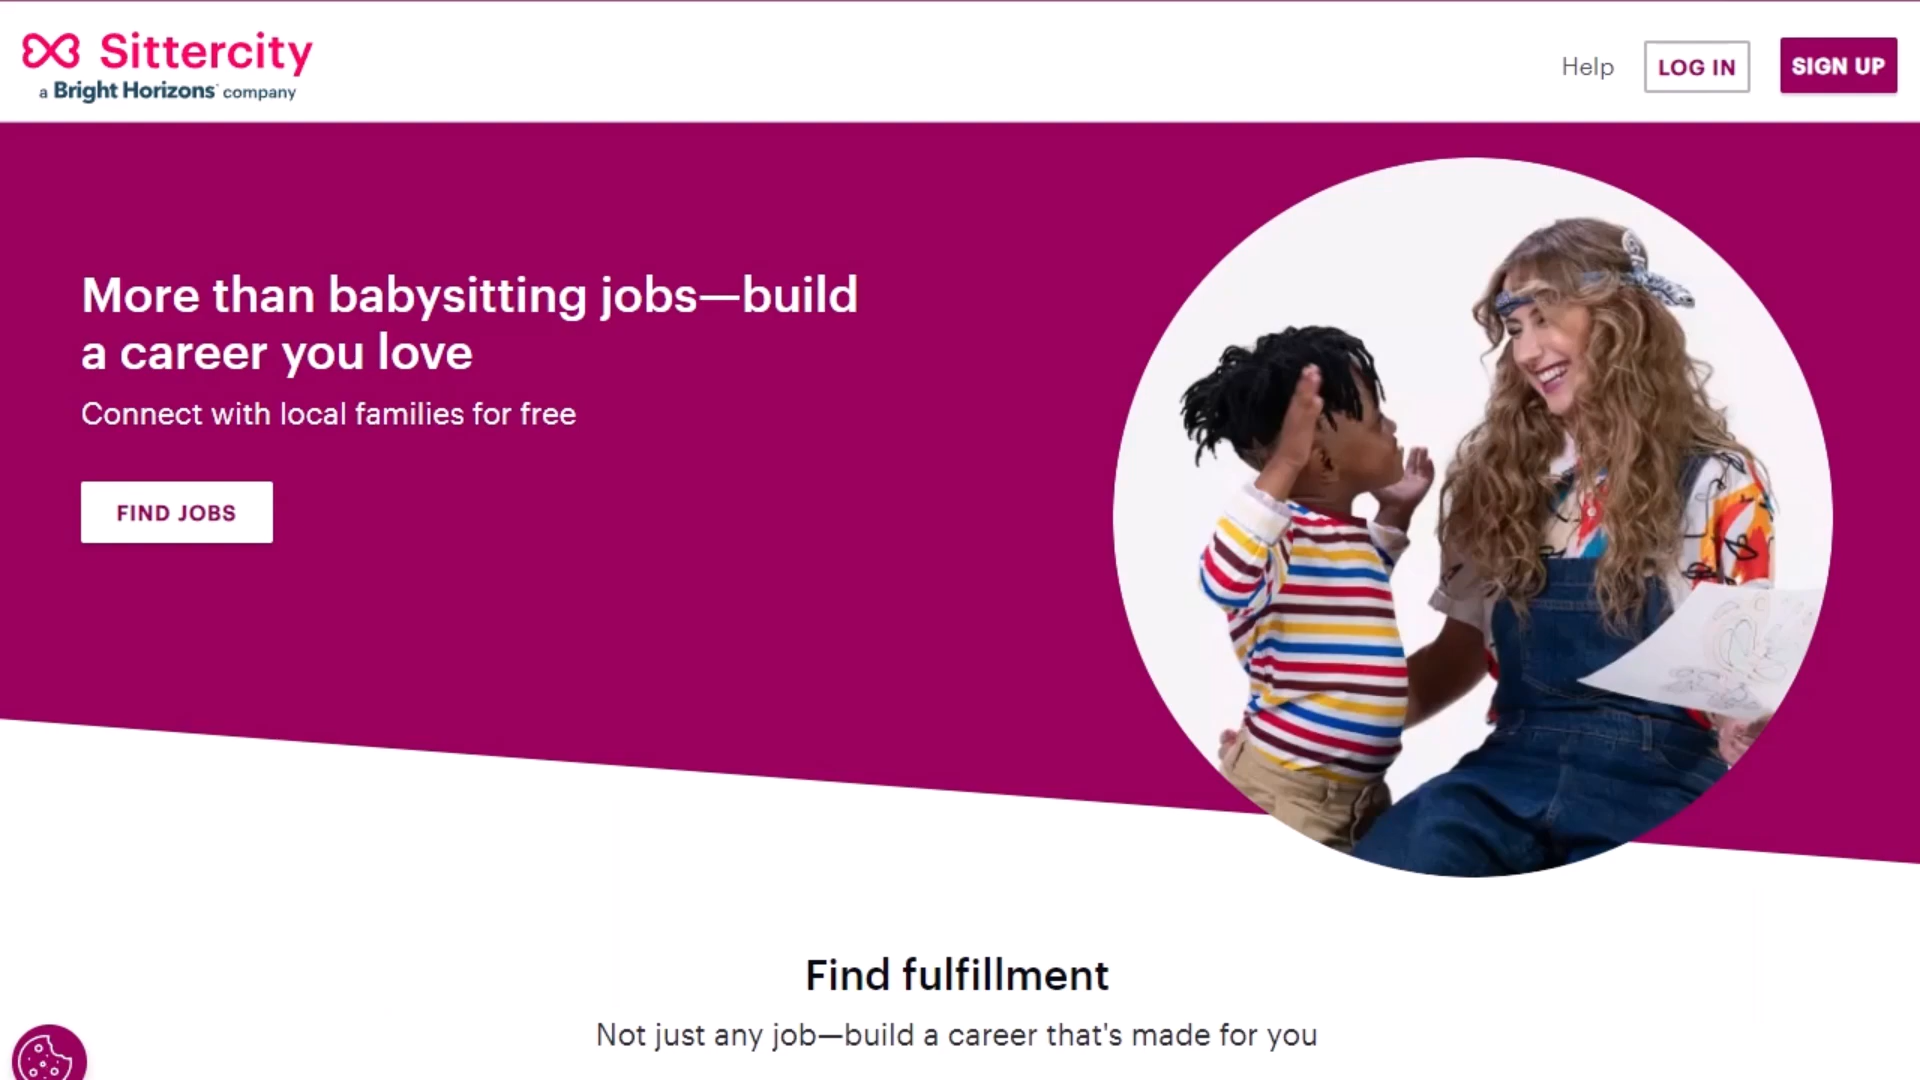 Sittercity
a Bright Horizons company
Help
LOG IN
SIGN UP
More than babysitting jobs—build
a career you love
Connect with local families for free
FIND JOBS
Find fulfillment
Not just any job—build a career that's made for you